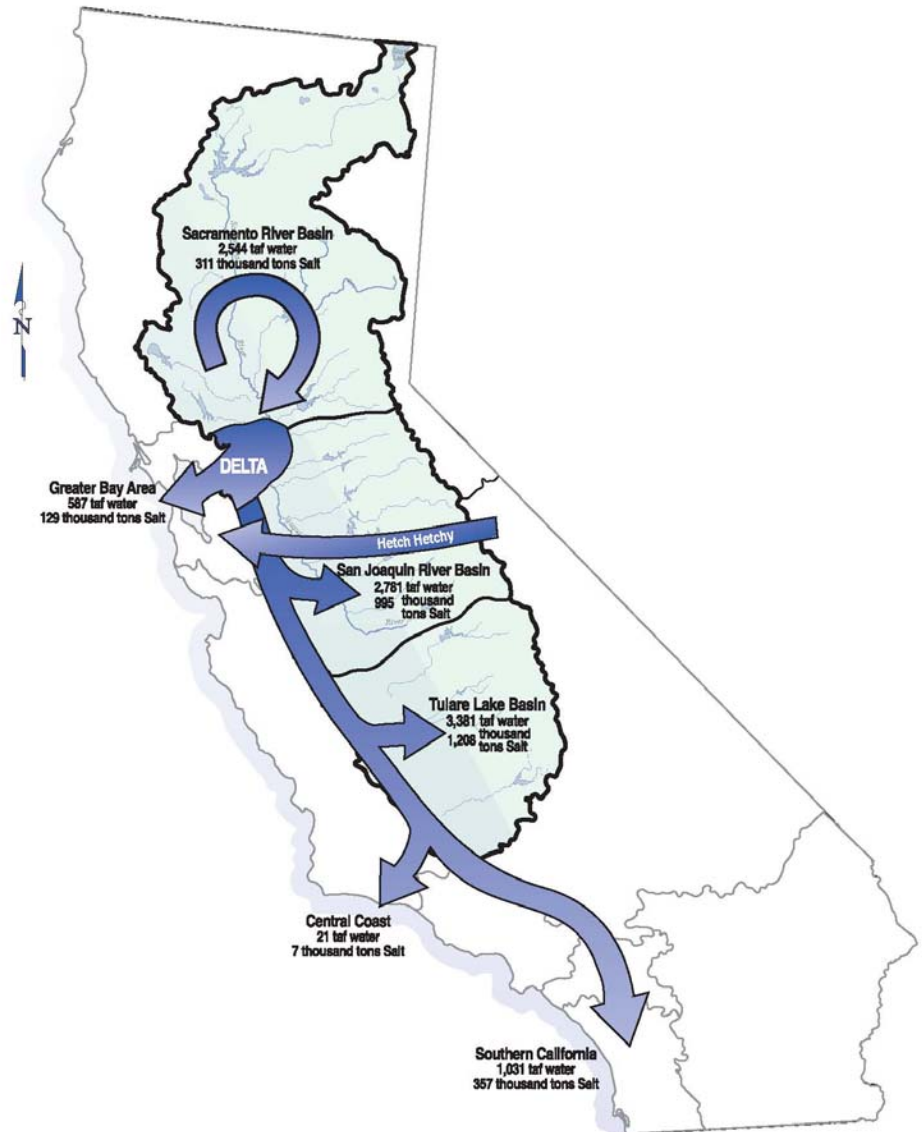 Sacramento River Basin
2,544 taf water
311 thousand tons Salt
N
DELTA
Greater Bay Area
587 taf water
129 thousand tons Salt
Hetch Hetchy
San Joaquin River Basin
2,781 taf water
995 thousand
tons Salt
River
Tulare Lake Basin
3,381 taf water
1,208 thousand
tons Salt
Central Coast
21 taf water
7 thousand tons Salt
Southern California
1,031 taf water
357 thousand tons Salt